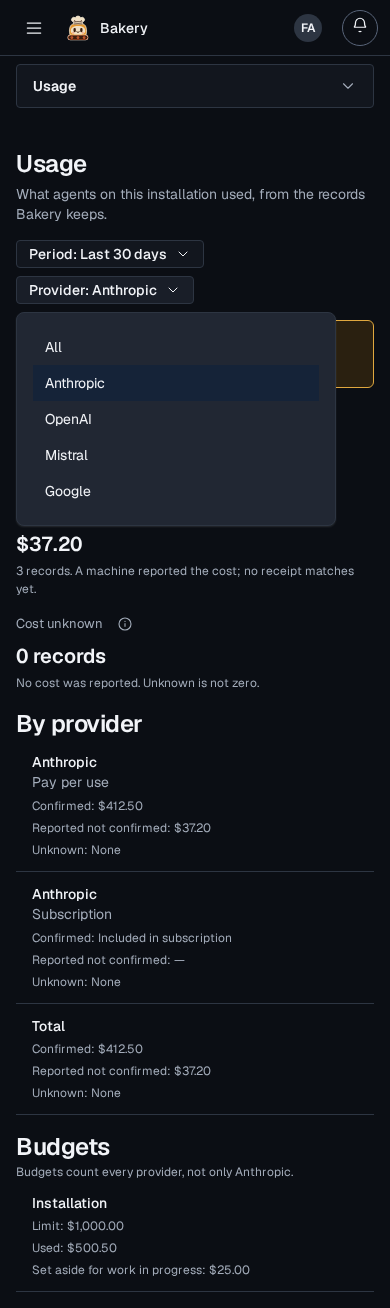 Bakery
FA
Usage
Usage
What agents on this installation used, from the records
Bakery keeps.
Period: Last 30 days
Provider: Anthropic
All
Anthropic
OpenAI
Mistral
Google
$37.20
3 records. A machine reported the cost; no receipt matches
yet.
Cost unknown
0 records
No cost was reported. Unknown is not zero.
By provider
Anthropic
Pay per use
Confirmed: $412.50
Reported not confirmed: $37.20
Unknown: None
Anthropic
Subscription
Confirmed: Included in subscription
Reported not confirmed: —
Unknown: None
Total
Confirmed: $412.50
Reported not confirmed: $37.20
Unknown: None
Budgets
Budgets count every provider, not only Anthropic.
Installation
Limit: $1,000.00
Used: $500.50
Set aside for work in progress: $25.00